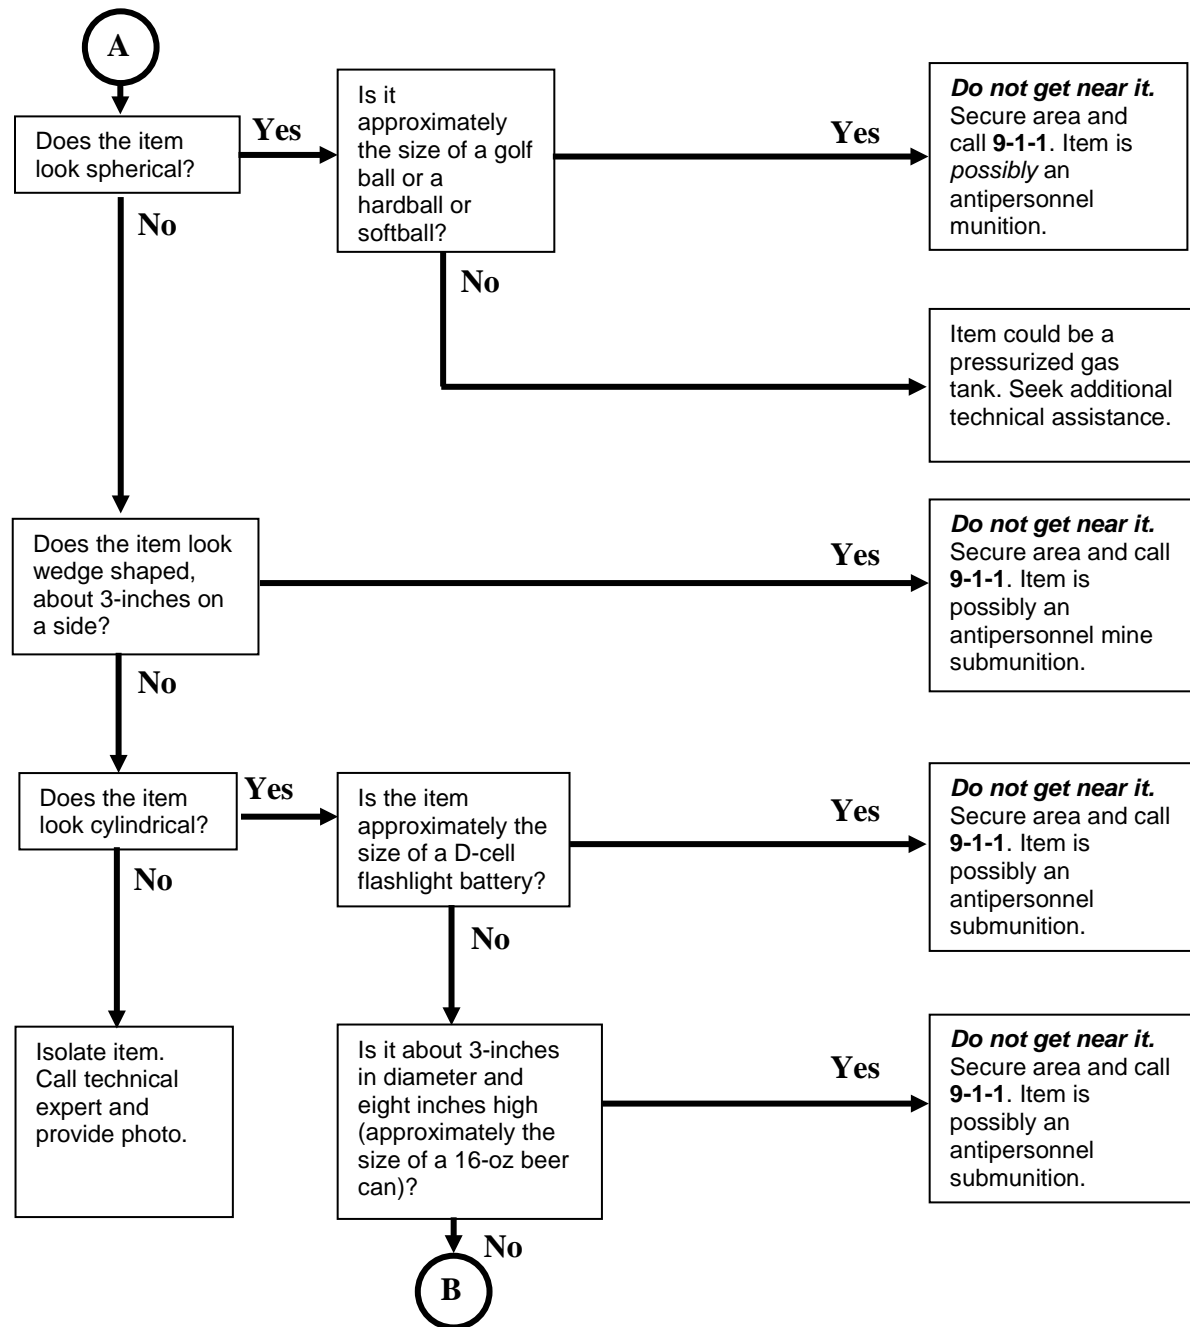 A
Does the item
look spherical?
Yes
Is it
approximately
the size of a golf
ball or a
hardball or
softball?
Yes
Do not get near it.
Secure area and
call 9-1-1. Item is
possibly an
antipersonnel
munition.
No
No
Item could be a
pressurized gas
tank. Seek additional
technical assistance.
Does the item look
wedge shaped,
about 3-inches on
a side?
Yes
Do not get near it.
Secure area and call
9-1-1. Item is
possibly an
antipersonnel mine
submunition.
No
Does the item
look cylindrical?
Yes
Is the item
approximately the
size of a D-cell
flashlight battery?
Yes
Do not get near it.
Secure area and call
9-1-1. Item is
possibly an
antipersonnel
submunition.
No
No
Isolate item.
Call technical
expert and
provide photo.
Is it about 3-inches
in diameter and
eight inches high
(approximately the
size of a 16-oz beer
can)?
Yes
Do not get near it.
Secure area and call
9-1-1. Item is
possibly an
antipersonnel
submunition.
No
B